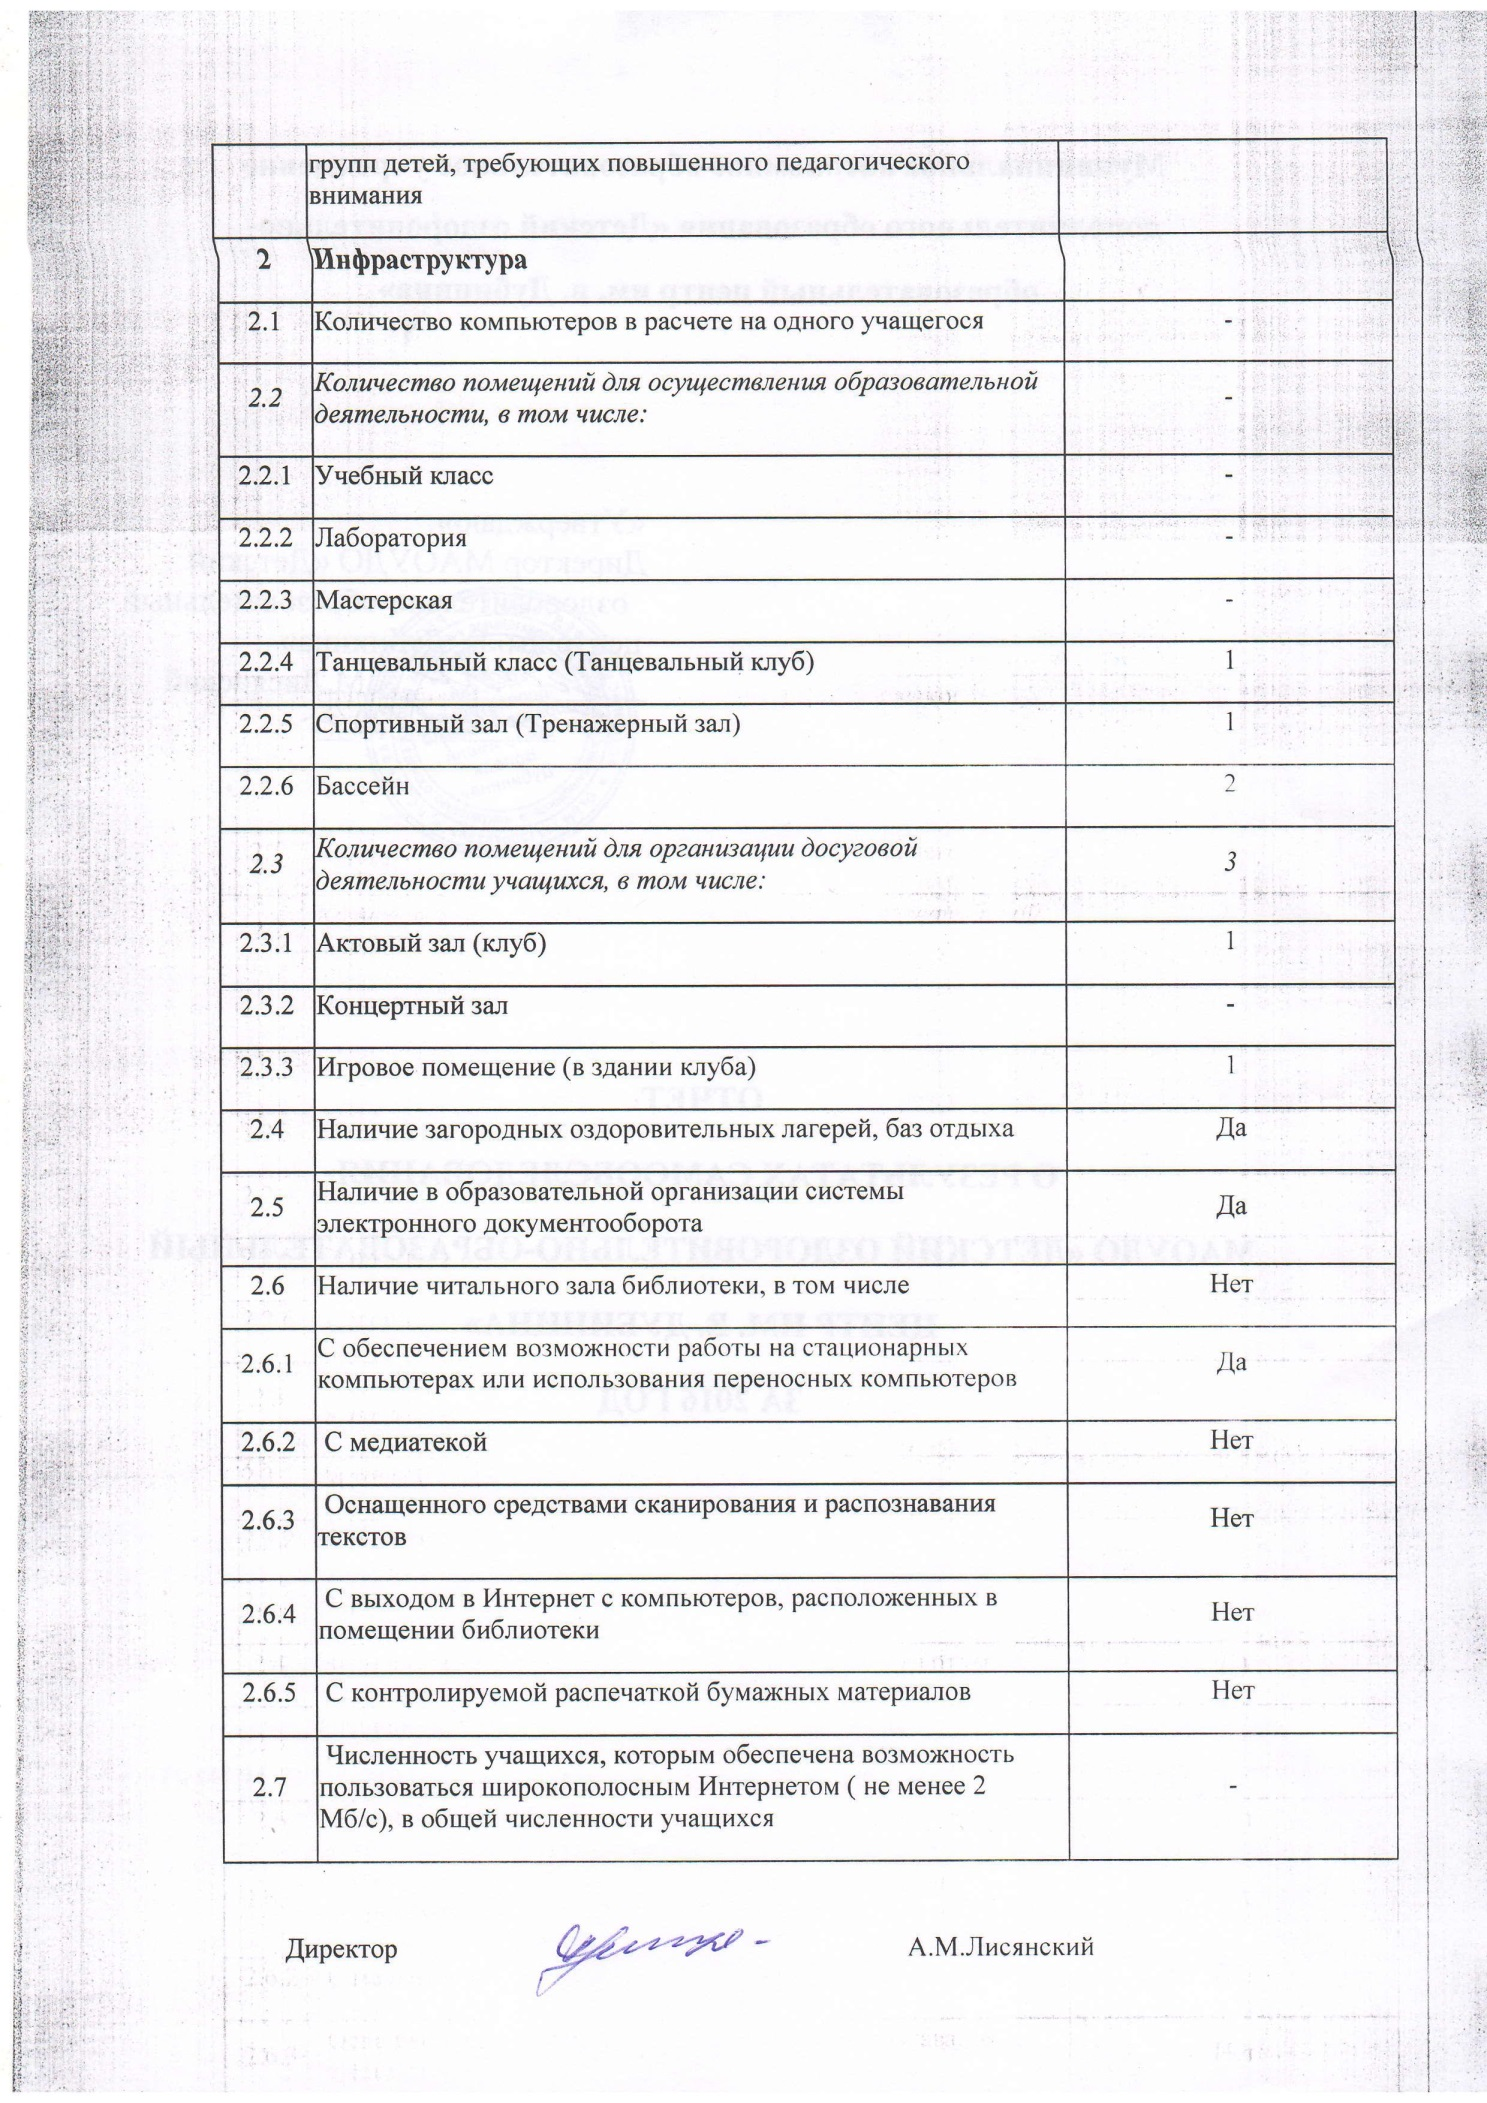 групп детей, требующих повышенного педагогического
внимания
2 Инфраструктура
2.1 Количество компьютеров в расчете на одного учащегося -
2.2 Количество помещений для осуществления образовательной
деятельности, в том числе: -
2.2.1 Учебный класс -
2.2.2 Лаборатория -
2.2.3 Мастерская -
2.2.4 Танцевальный класс (Танцевальный клуб) 1
2.2.5 Спортивный зал (Тренажерный зал) 1
2.2.6 Бассейн 2
2.3 Количество помещений для организации досуговой
деятельности учащихся, в том числе: 3
2.3.1 Актовый зал (клуб) 1
2.3.2 Концертный зал -
2.3.3 Игровое помещение (в здании клуба) 1
2.4 Наличие загородных оздоровительных лагерей, баз отдыха Да
2.5 Наличие в образовательной организации системы
электронного документооборота Да
2.6 Наличие читального зала библиотеки, в том числе Нет
2.6.1 С обеспечением возможности работы на стационарных
компьютерах или использования переносных компьютеров Да
2.6.2 С медиатекой Нет
2.6.3 Оснащенного средствами сканирования и распознавания
текстов Нет
2.6.4 С выходом в Интернет с компьютеров, расположенных в
помещении библиотеки Нет
2.6.5 С контролируемой распечаткой бумажных материалов Нет
2.7 Численность учащихся, которым обеспечена возможность
пользоваться широкополосным Интернетом ( не менее 2
Мб/с), в общей численности учащихся -
Директор А.М.Лисянский